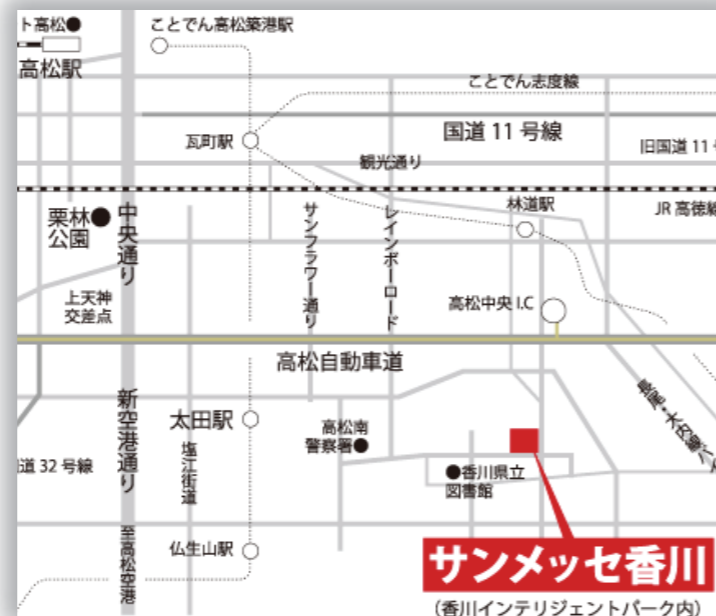 ト高松●
ことでん高松築港駅
高松駅
ことでん志度線
国道 11 号線
瓦町駅
旧国道 11
観光通り
栗林
公園
中央通り
サンフラワー通り
レインボーロード
林道駅
JR 高徳線
上天神
交差点
高松中央 I.C
高松自動車道
新空港通り
太田駅
高松南
警察署●
塩江街道
道 32 号線
●香川県立
図書館
仏生山駅
至高松空港
サンメッセ香川
(香川インテリジェントパーク内)